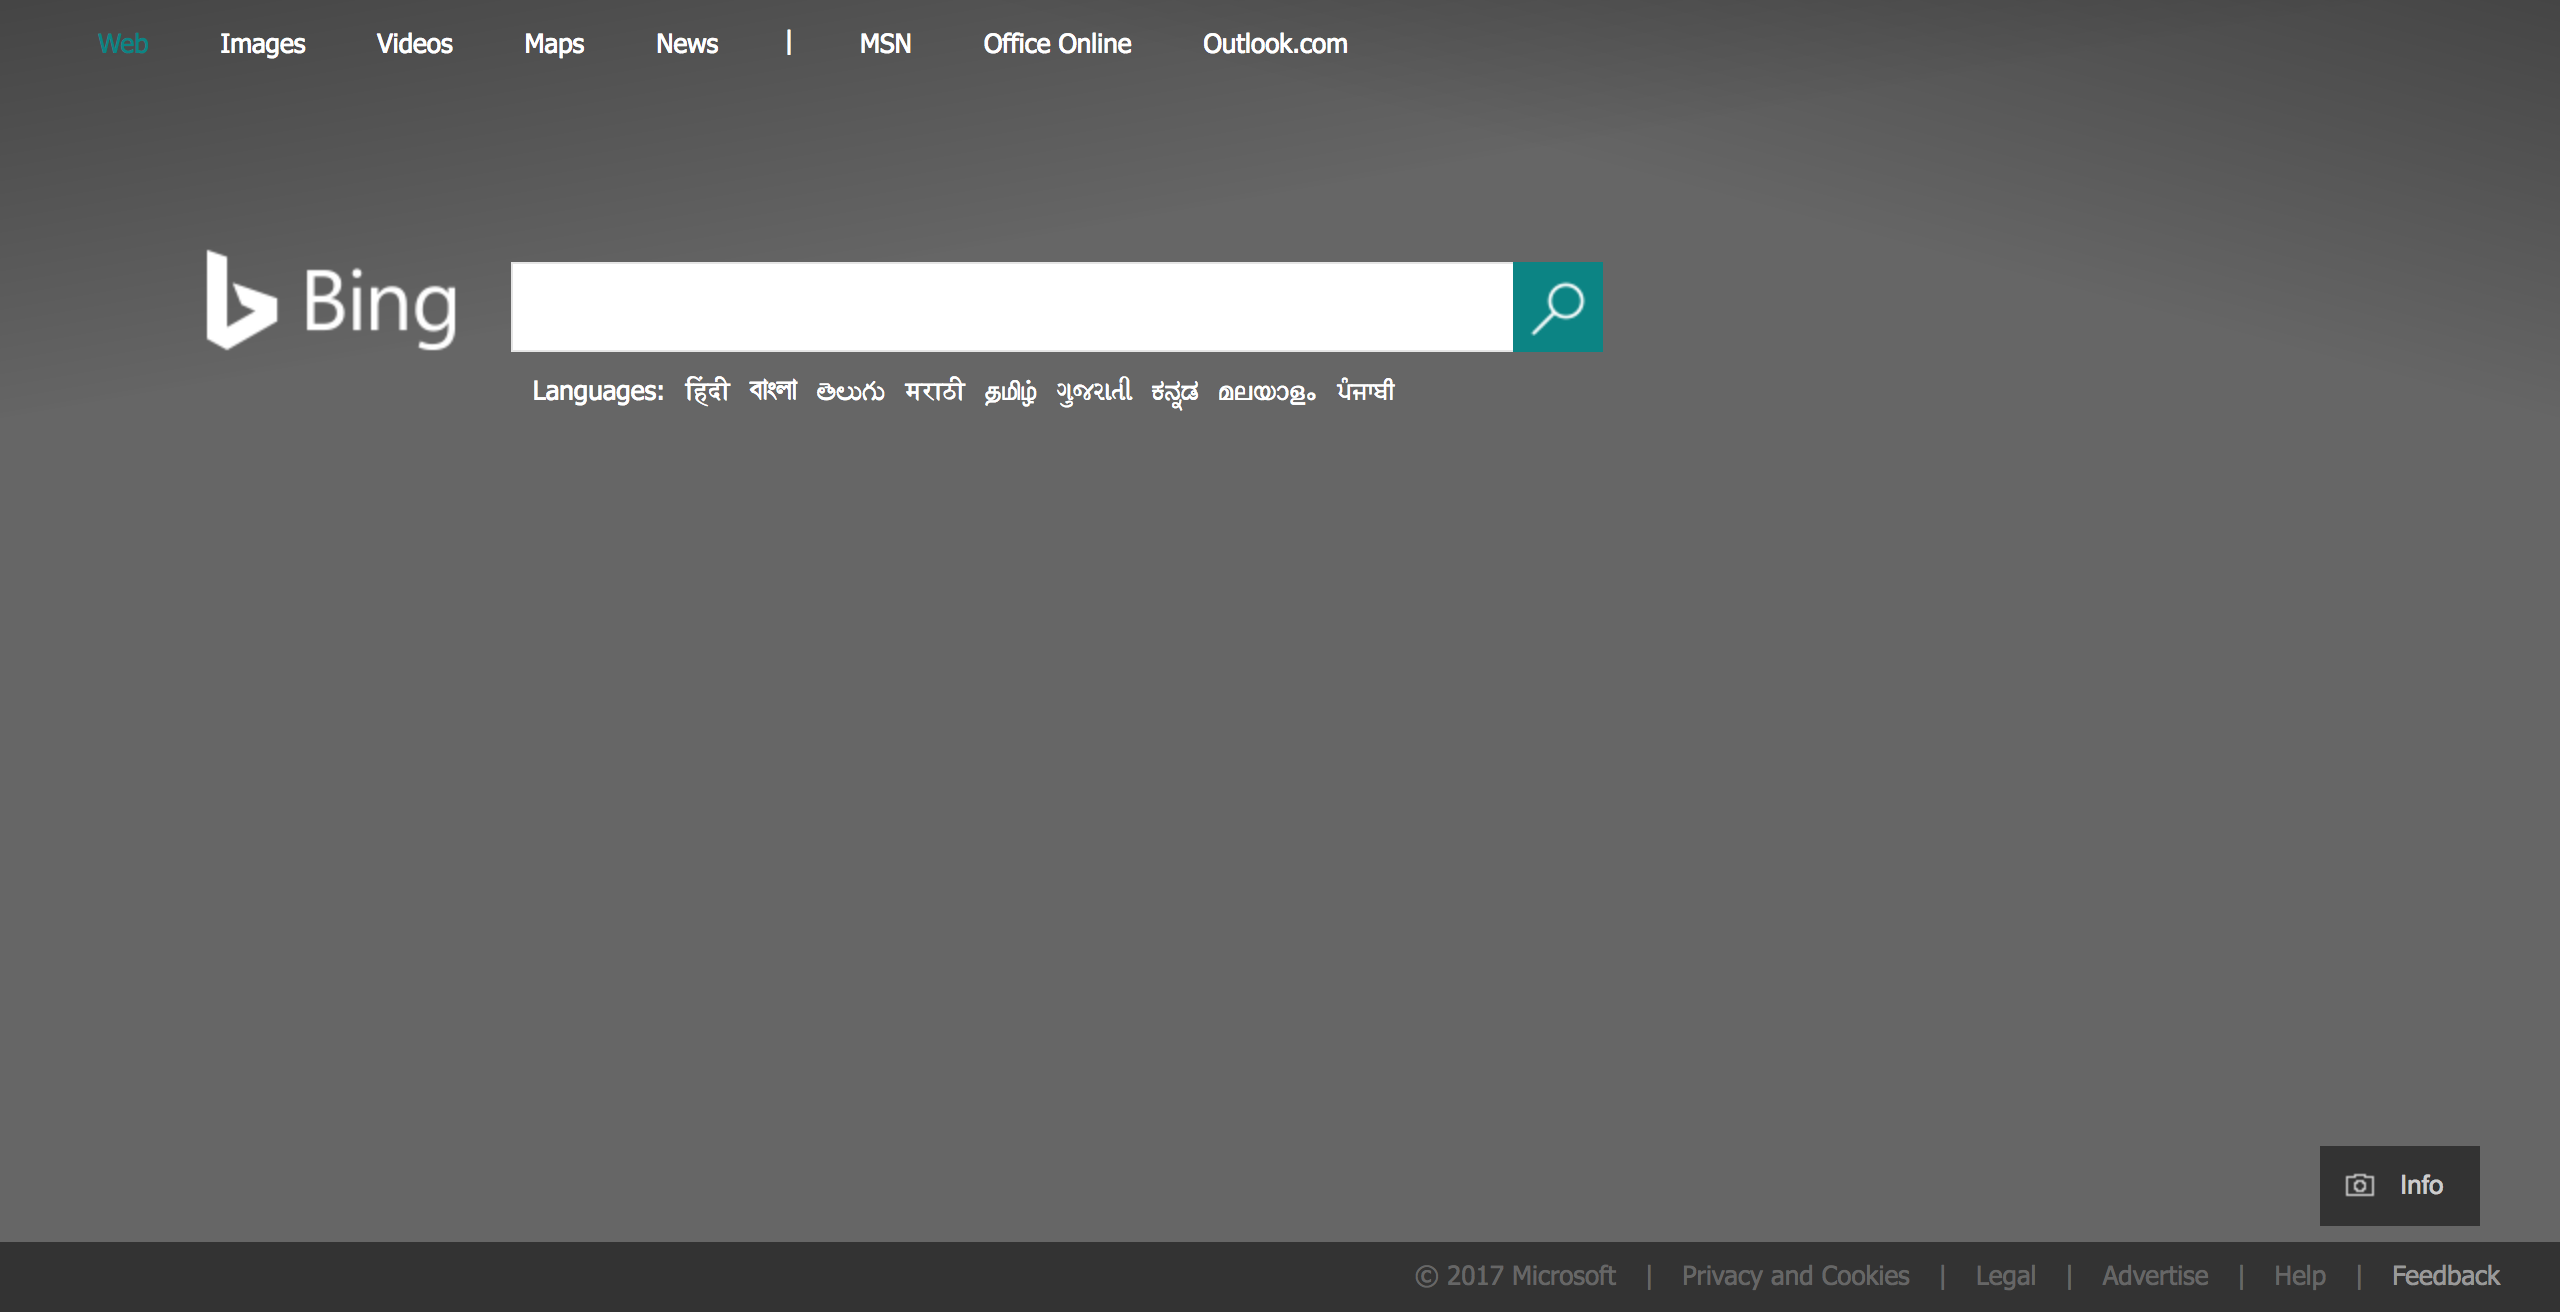 Web Images Videos Maps News | MSN Office Online Outlook.com
Bing
Languages: हिंदी বাংলা తెలుగు मराठी தமிழ் ગુજરાતી ಕನ್ನಡ മലയാളം ਪੰਜਾਬੀ
Info
© 2017 Microsoft | Privacy and Cookies | Legal | Advertise | Help | Feedback